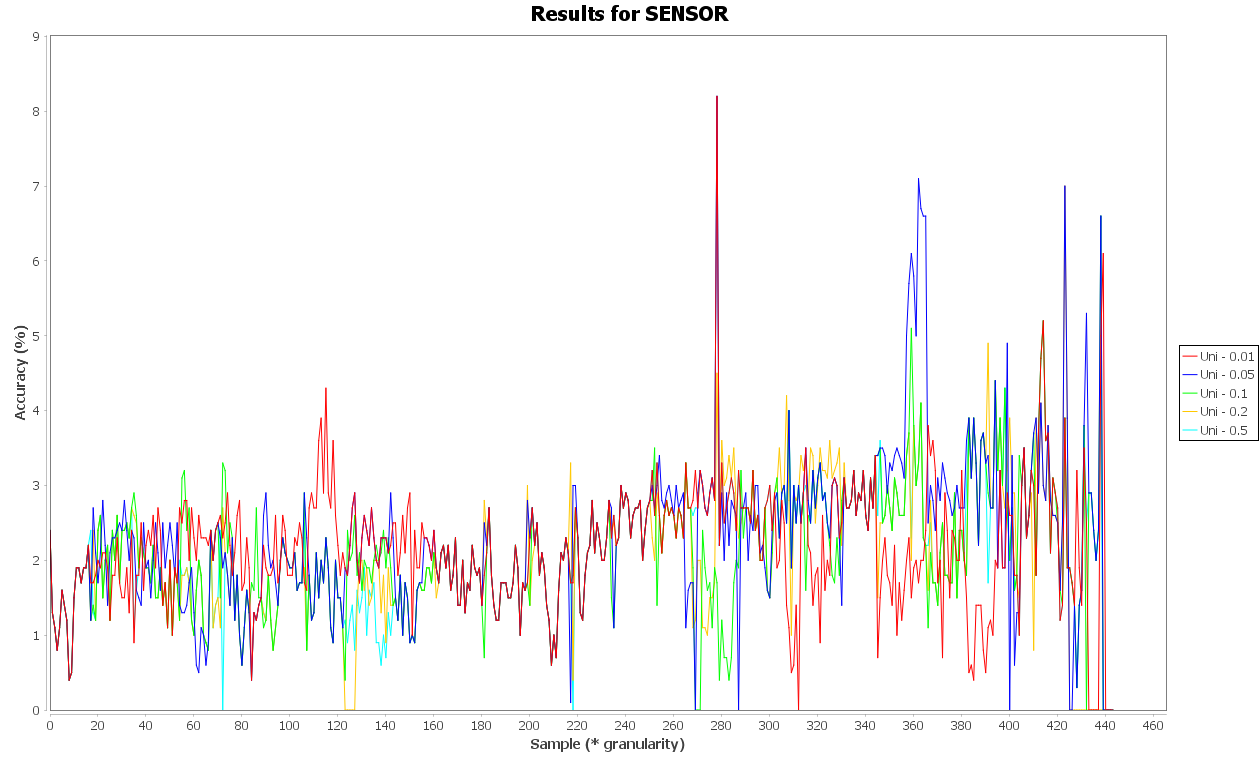 Results for SENSOR
Accuracy (%)
9
8
7
6
5
4
3
2
1
0
0 20 40 60 80 100 120 140 160 180 200 220 240 260 280 300 320 340 360 380 400 420 440 460
Sample (* granularity)
Uni - 0.01
Uni - 0.05
Uni - 0.1
Uni - 0.2
Uni - 0.5